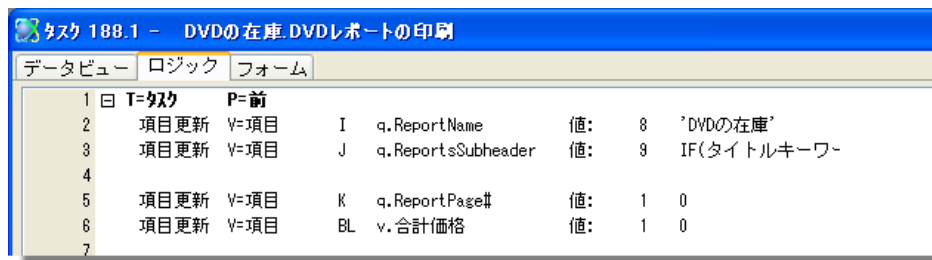 タスク 188.1 - DVDの在庫.DVDレポートの印刷
データビュー ロジック フォーム
1 T=タスク P=前
2 項目更新 V=項目 I q.ReportName 値: 8 'DVDの在庫'
3 項目更新 V=項目 J q.ReportsSubheader 値: 9 IF(タイトルキーワー
4
5 項目更新 V=項目 K q.ReportPage# 値: 1 0
6 項目更新 V=項目 BL v.合計価格 値: 1 0
7